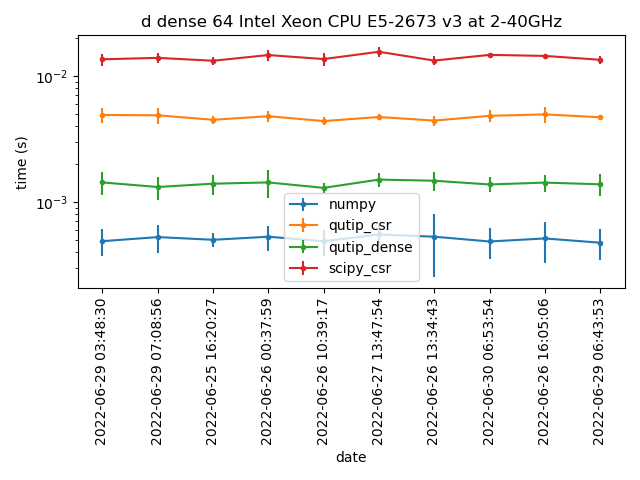 d dense 64 Intel Xeon CPU E5-2673 v3 at 2-40GHz
time (s)
10⁻²
10⁻³
numpy
qutip_csr
qutip_dense
scipy_csr
2022-06-29 03:48:30
2022-06-29 07:08:56
2022-06-25 16:20:27
2022-06-26 00:37:59
2022-06-26 10:39:17
2022-06-27 13:47:54
2022-06-26 13:34:43
2022-06-30 06:53:54
2022-06-26 16:05:06
2022-06-29 06:43:53
date